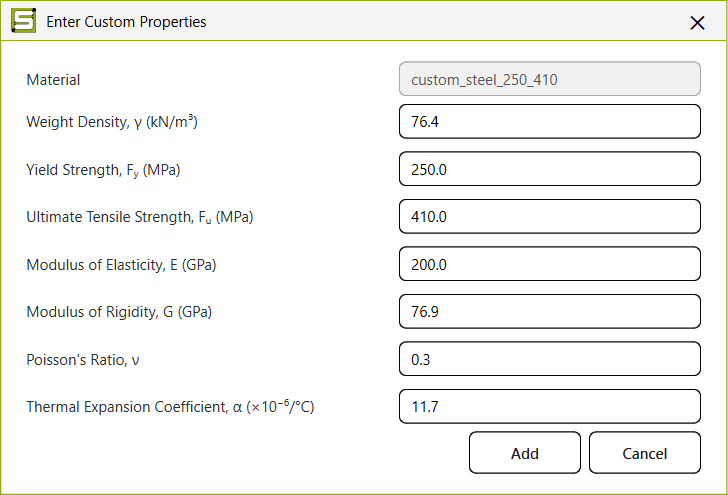 Enter Custom Properties
Material custom_steel_250_410
Weight Density, γ (kN/m³) 76.4
Yield Strength, Fy (MPa) 250.0
Ultimate Tensile Strength, Fu (MPa) 410.0
Modulus of Elasticity, E (GPa) 200.0
Modulus of Rigidity, G (GPa) 76.9
Poisson's Ratio, ν 0.3
Thermal Expansion Coefficient, α (×10⁻⁶/°C) 11.7
Add Cancel